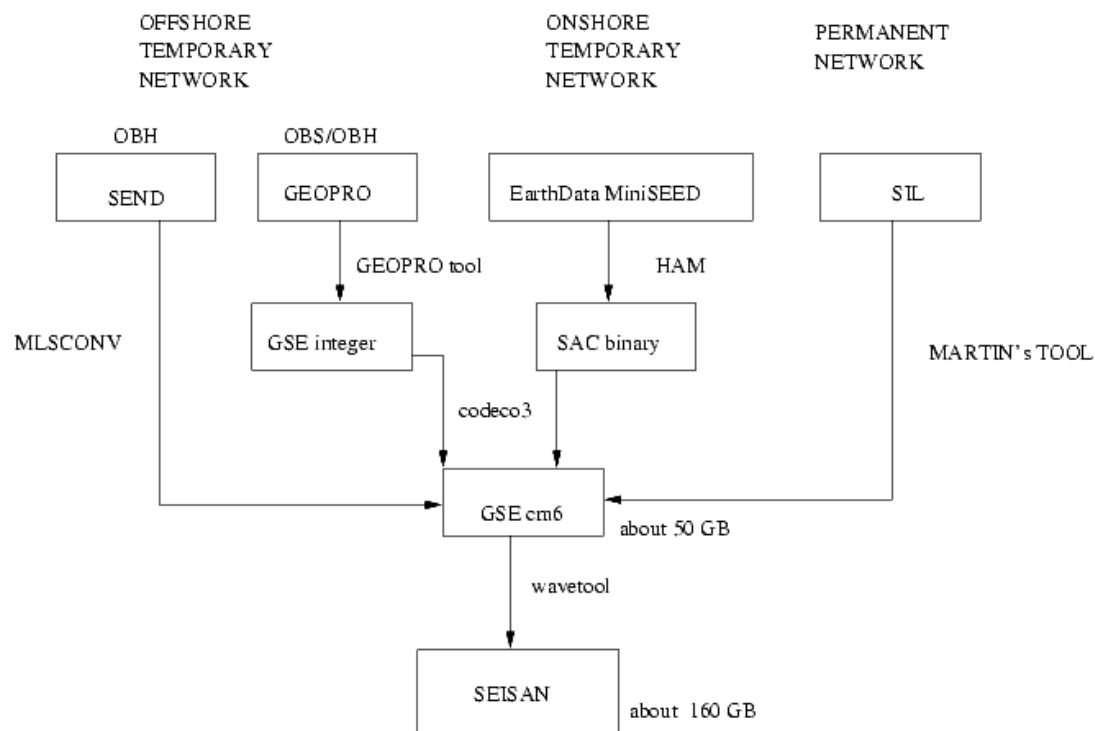 OFFSHORE
TEMPORARY
NETWORK
ONSHORE
TEMPORARY
NETWORK
PERMANENT
NETWORK
OBH
OBS/OBH
SEND
GEOPRO
EarthData MiniSEED
SIL
GEOPRO tool
HAM
MLSCONV
GSE integer
SAC binary
MARTIN's TOOL
codeco3
GSE cm6
about 50 GB
wavetool
SEISAN
about 160 GB